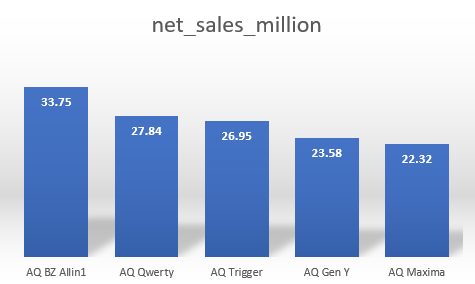 net_sales_million
33.75
27.84
26.95
23.58
22.32
AQ BZ Allin1 AQ Qwerty AQ Trigger AQ Gen Y AQ Maxima